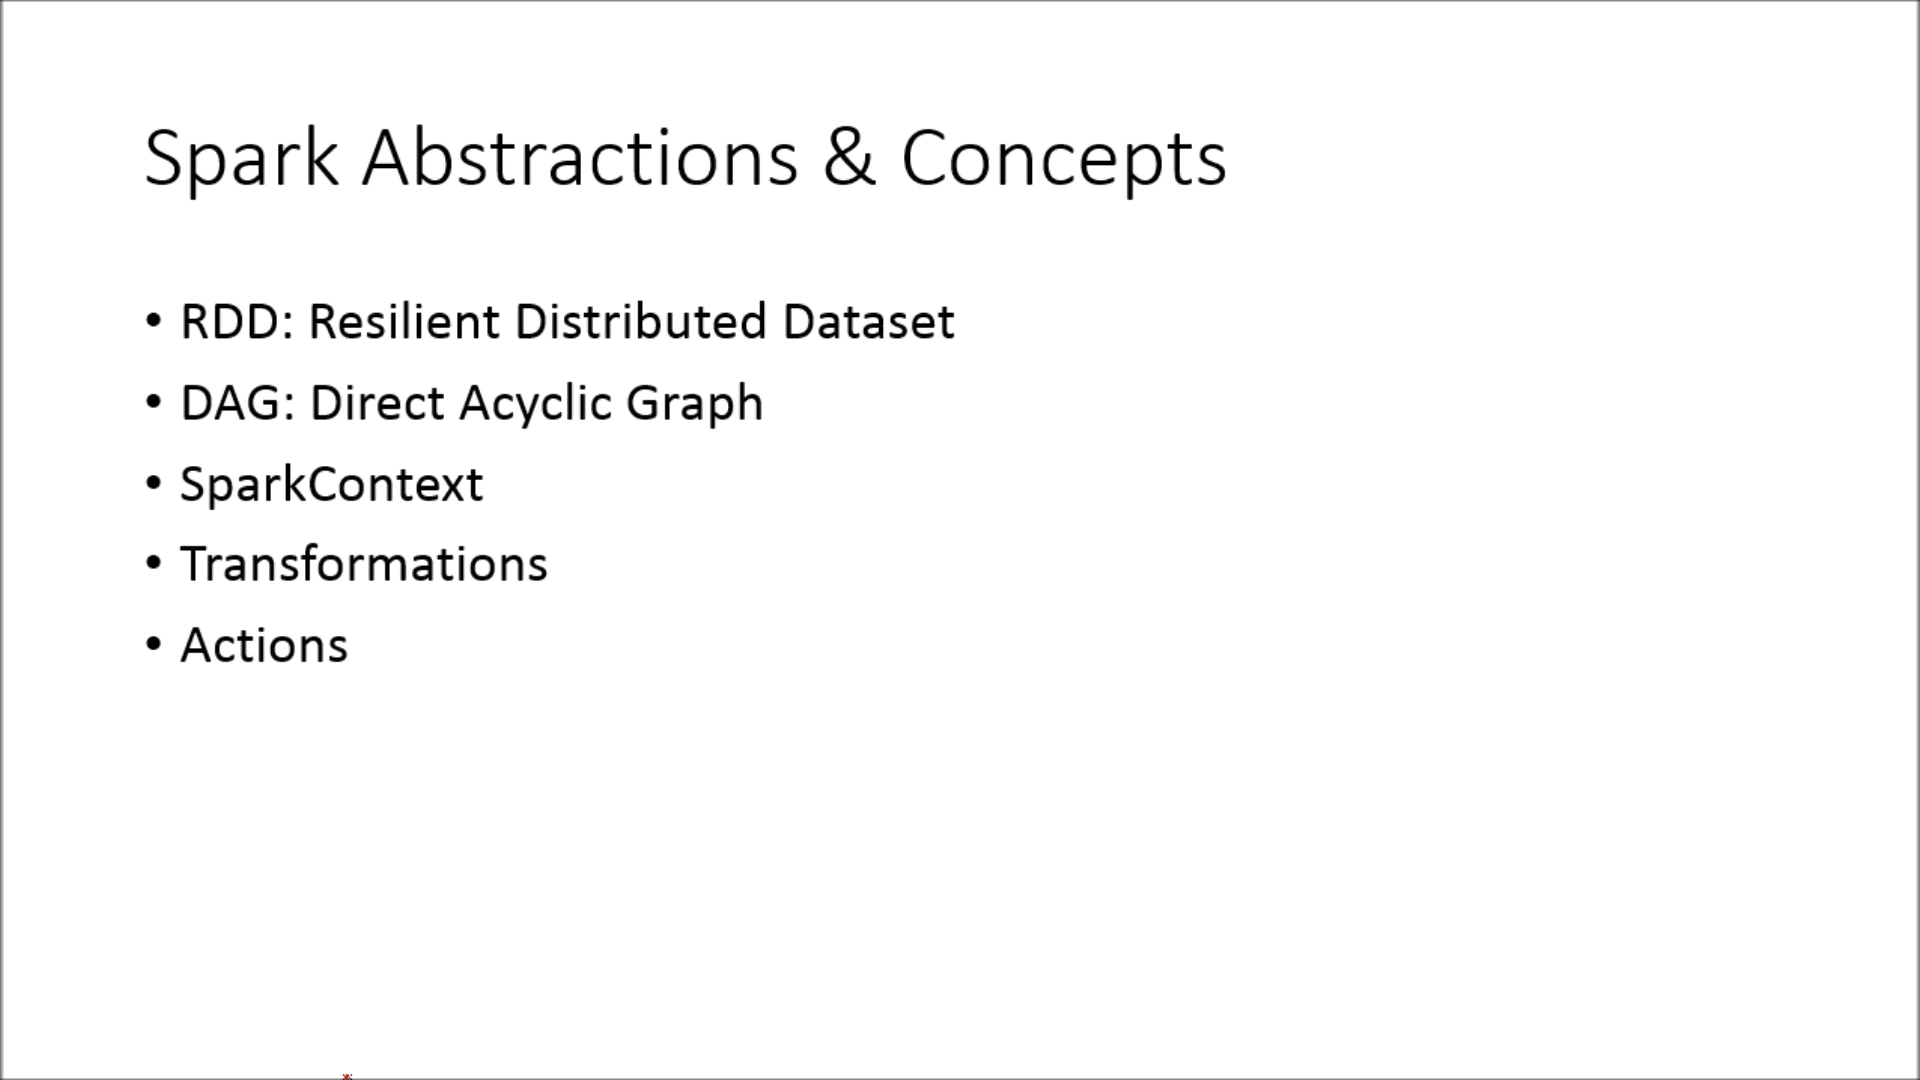 Spark Abstractions & Concepts
• RDD: Resilient Distributed Dataset
• DAG: Direct Acyclic Graph
• SparkContext
• Transformations
• Actions